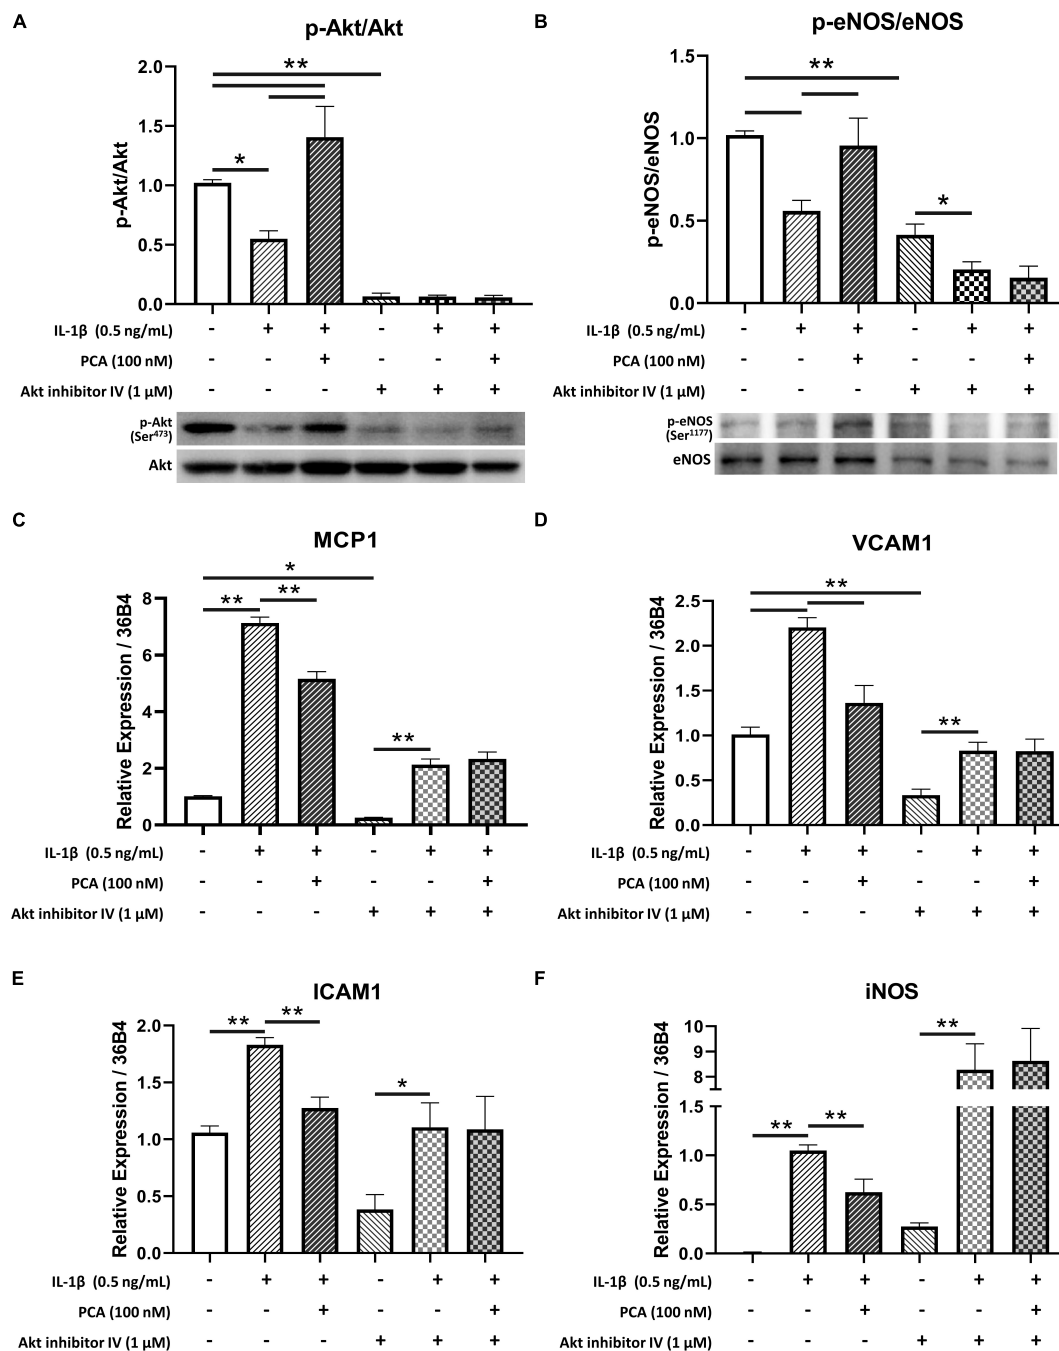 A
p-Akt/Akt
p-Akt/Akt
2.0
1.5
1.0
0.5
0.0
**
*
IL-1β (0.5 ng/mL) - + + - + +
PCA (100 nM) - - + - - +
Akt inhibitor IV (1 μM) - - - + + +
p-Akt
(Ser473)
Akt
B
p-eNOS/eNOS
p-eNOS/eNOS
1.5
1.0
0.5
0.0
**
*
IL-1β (0.5 ng/mL) - + + - + +
PCA (100 nM) - - + - - +
Akt inhibitor IV (1 μM) - - - + + +
p-eNOS
(Ser1177)
eNOS
C
MCP1
Relative Expression / 36B4
8
6
4
2
0
*
** **
**
IL-1β (0.5 ng/mL) - + + - + +
PCA (100 nM) - - + - - +
Akt inhibitor IV (1 μM) - - - + + +
D
VCAM1
Relative Expression / 36B4
2.5
2.0
1.5
1.0
0.5
0.0
**
**
IL-1β (0.5 ng/mL) - + + - + +
PCA (100 nM) - - + - - +
Akt inhibitor IV (1 μM) - - - + + +
E
ICAM1
Relative Expression / 36B4
2.0
1.5
1.0
0.5
0.0
** **
*
IL-1β (0.5 ng/mL) - + + - + +
PCA (100 nM) - - + - - +
Akt inhibitor IV (1 μM) - - - + + +
F
iNOS
Relative Expression / 36B4
10
9
8
1.5
1.0
0.5
0.0
**
** **
IL-1β (0.5 ng/mL) - + + - + +
PCA (100 nM) - - + - - +
Akt inhibitor IV (1 μM) - - - + + +